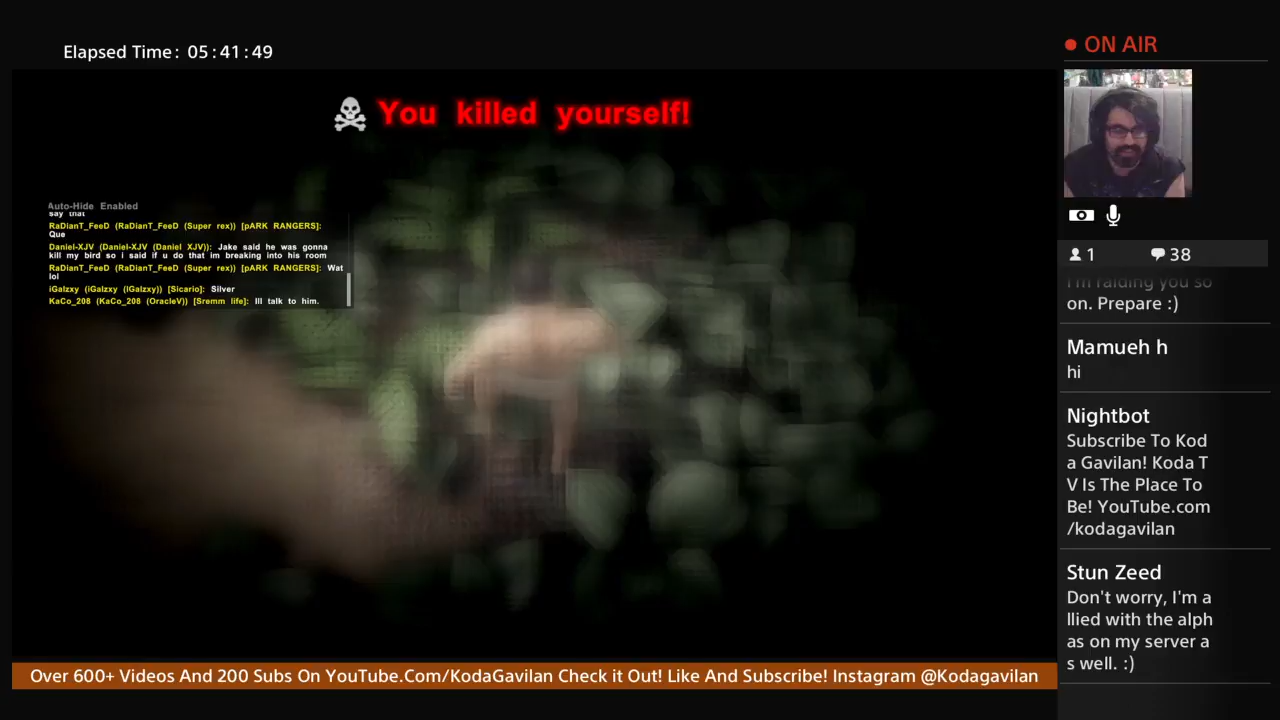 Elapsed Time: 05:41:49
ON AIR
You killed yourself!
Auto-Hide Enabled
say that
RaDianT_FeeD (RaDianT_FeeD (Super rex)) [pARK RANGERS]:
Que
Daniel-XJV (Daniel-XJV (Daniel XJV)): Jake said he was gonna
kill my bird so i said if u do that im breaking into his room
RaDianT_FeeD (RaDianT_FeeD (Super rex)) [pARK RANGERS]: Wat
lol
iGalzxy (iGalzxy (IGalzxy)) [Sicario]: Silver
KaCo_208 (KaCo_208 (OracleV)) [Sremm life]: Ill talk to him.
1
38
I'm raiding you so
on. Prepare :)
Mamueh h
hi
Nightbot
Subscribe To Kod
a Gavilan! Koda T
V Is The Place To
Be! YouTube.com
/kodagavilan
Stun Zeed
Don't worry, I'm a
llied with the alph
as on my server a
s well. :)
Over 600+ Videos And 200 Subs On YouTube.Com/KodaGavilan Check it Out! Like And Subscribe! Instagram @Kodagavilan